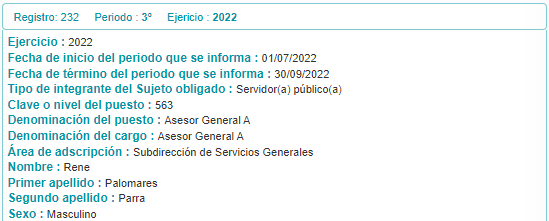 Registro: 232 Periodo : 3º Ejericio : 2022
Ejercicio : 2022
Fecha de inicio del periodo que se informa : 01/07/2022
Fecha de término del periodo que se informa : 30/09/2022
Tipo de integrante del Sujeto obligado : Servidor(a) público(a)
Clave o nivel del puesto : 563
Denominación del puesto : Asesor General A
Denominación del cargo : Asesor General A
Área de adscripción : Subdirección de Servicios Generales
Nombre : Rene
Primer apellido : Palomares
Segundo apellido : Parra
Sexo : Masculino